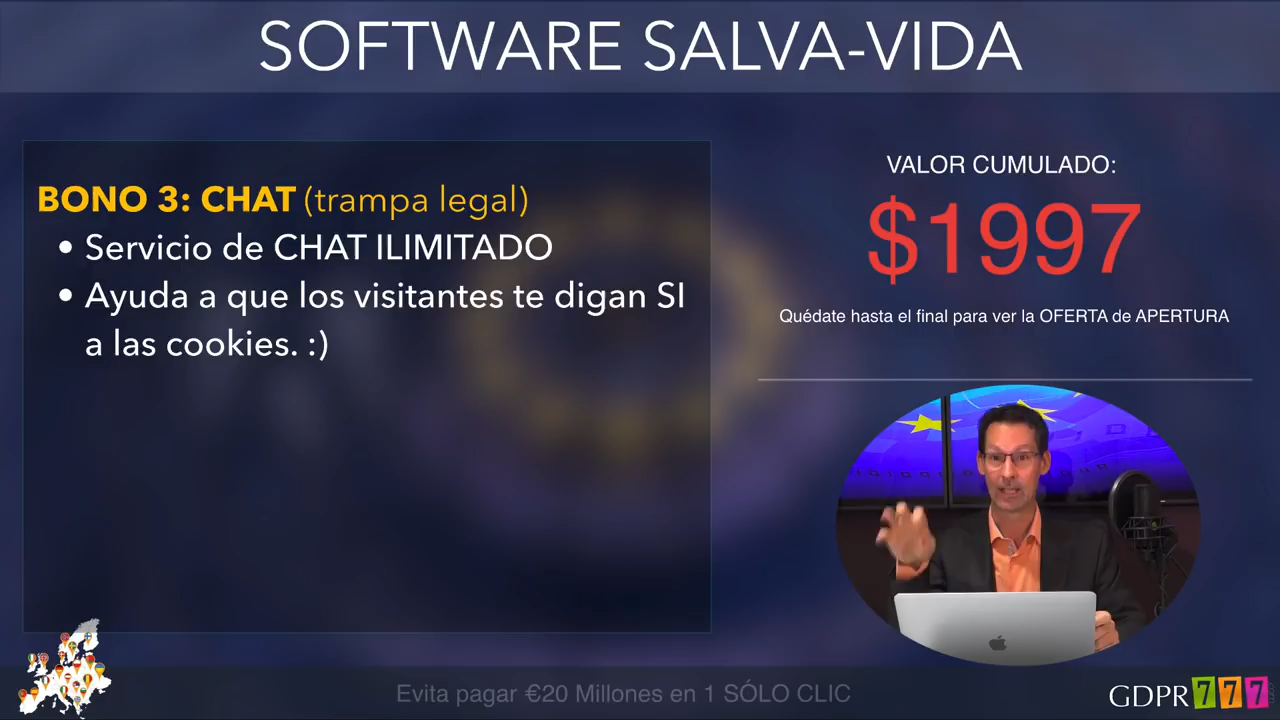 SOFTWARE SALVA-VIDA
BONO 3: CHAT (trampa legal)
• Servicio de CHAT ILIMITADO
• Ayuda a que los visitantes te digan SI
a las cookies. :)
VALOR CUMULADO:
$1997
Quédate hasta el final para ver la OFERTA de APERTURA
Evita pagar €20 Millones en 1 SÓLO CLIC
GDPR777